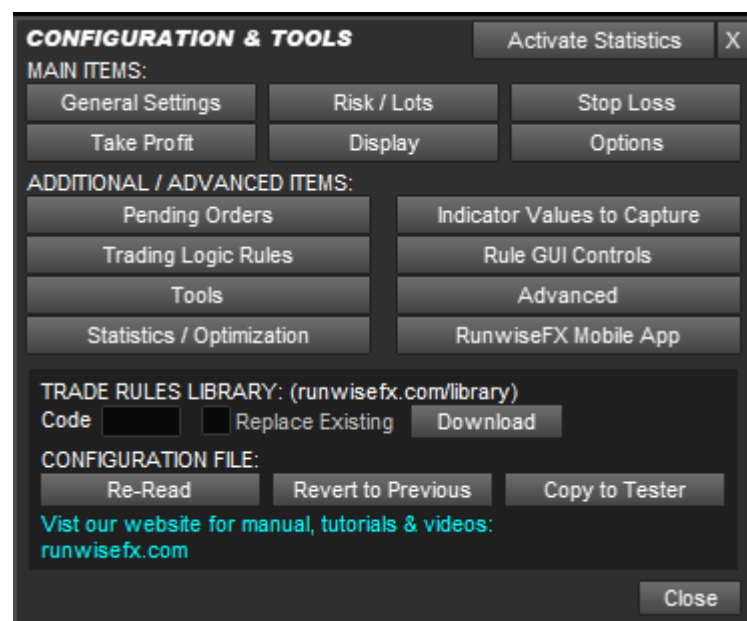 CONFIGURATION & TOOLS Activate Statistics X
MAIN ITEMS:
General Settings Risk / Lots Stop Loss
Take Profit Display Options
ADDITIONAL / ADVANCED ITEMS:
Pending Orders Indicator Values to Capture
Trading Logic Rules Rule GUI Controls
Tools Advanced
Statistics / Optimization RunwiseFX Mobile App
TRADE RULES LIBRARY: (runwisefx.com/library)
Code Replace Existing Download
CONFIGURATION FILE:
Re-Read Revert to Previous Copy to Tester
Vist our website for manual, tutorials & videos:
runwisefx.com
Close